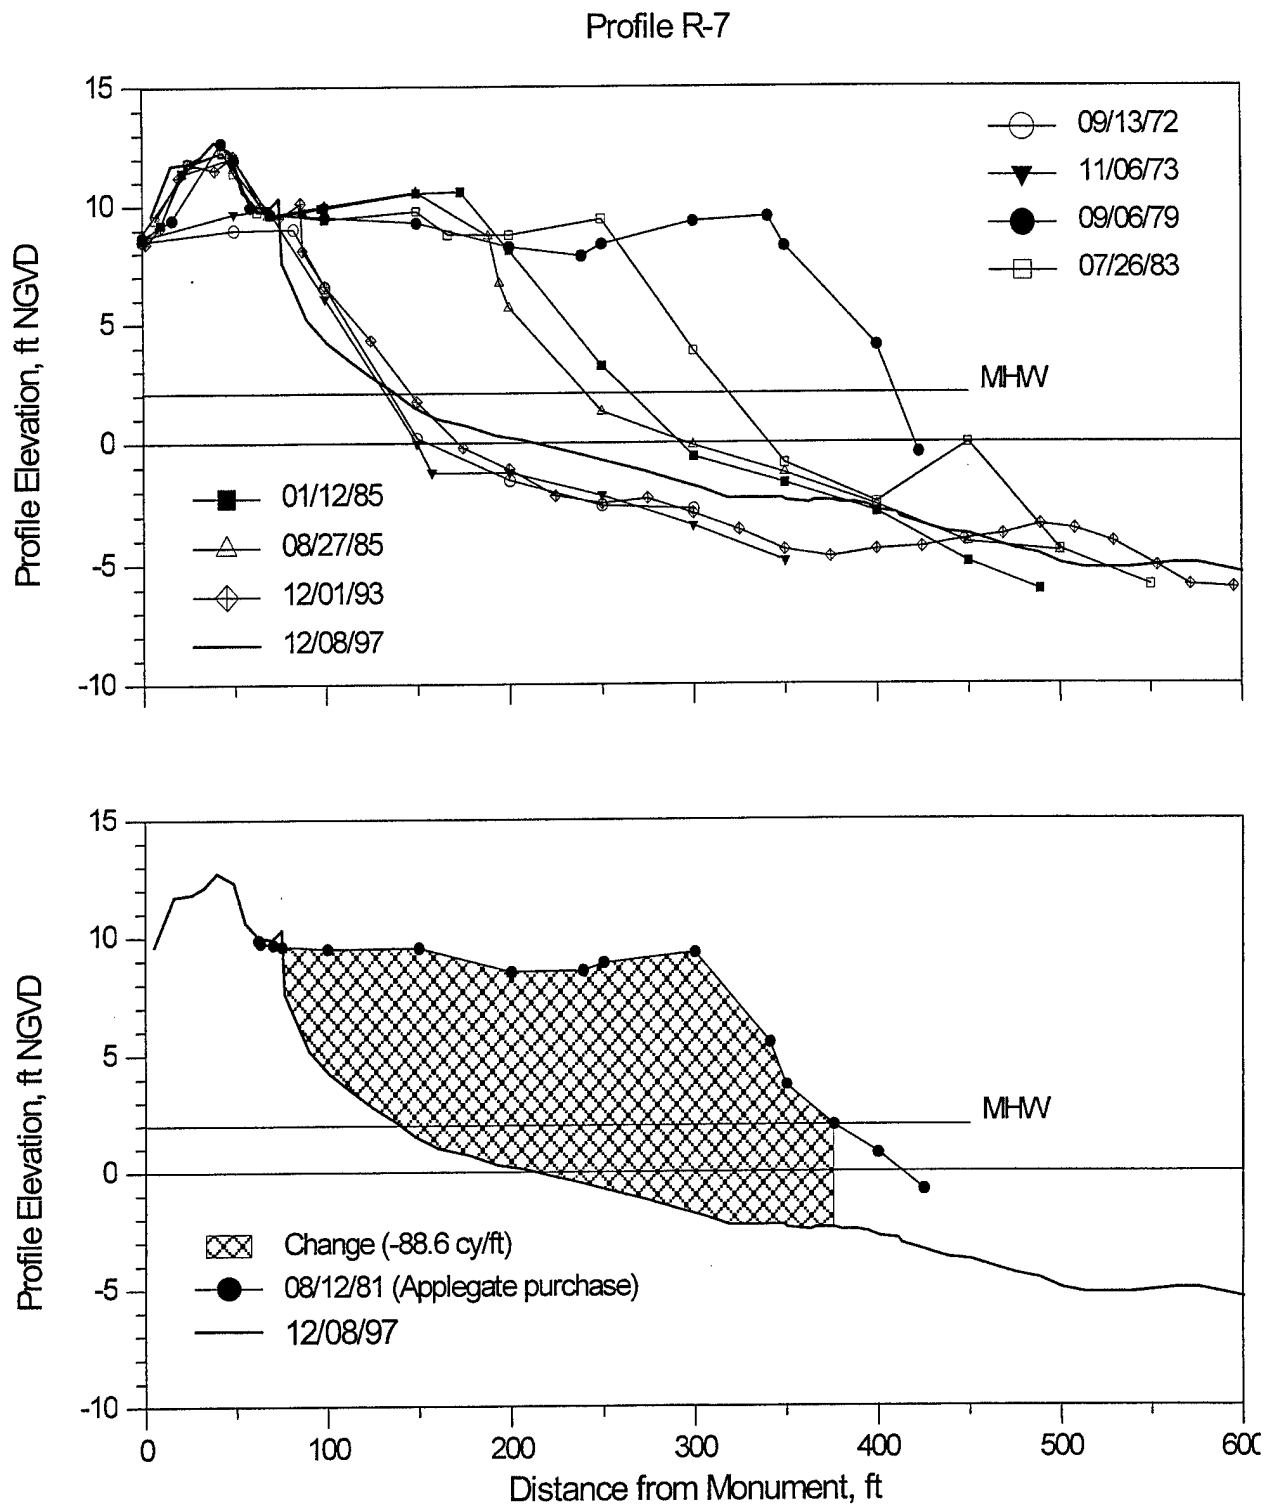 Profile R-7
15
10
5
0
-5
-10
Profile Elevation, ft NGVD
09/13/72
11/06/73
09/06/79
07/26/83
MHW
01/12/85
08/27/85
12/01/93
12/08/97
15
10
5
0
-5
-10
Profile Elevation, ft NGVD
MHW
Change (-88.6 cy/ft)
08/12/81 (Applegate purchase)
12/08/97
0 100 200 300 400 500 600
Distance from Monument, ft